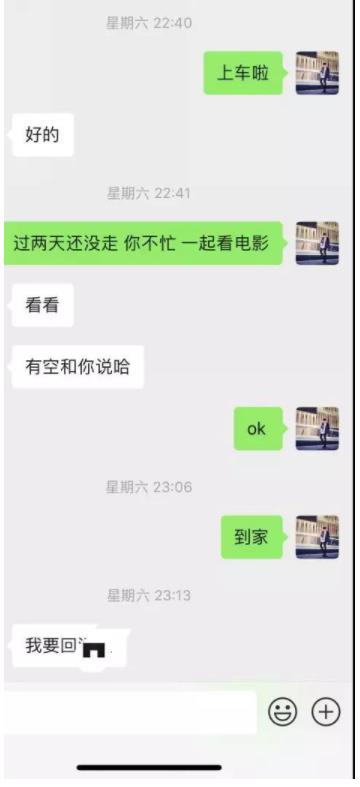 星期六 22:40
上车啦
好的
星期六 22:41
过两天还没走 你不忙 一起看电影
看看
有空和你说哈
ok
星期六 23:06
到家
星期六 23:13
我要回